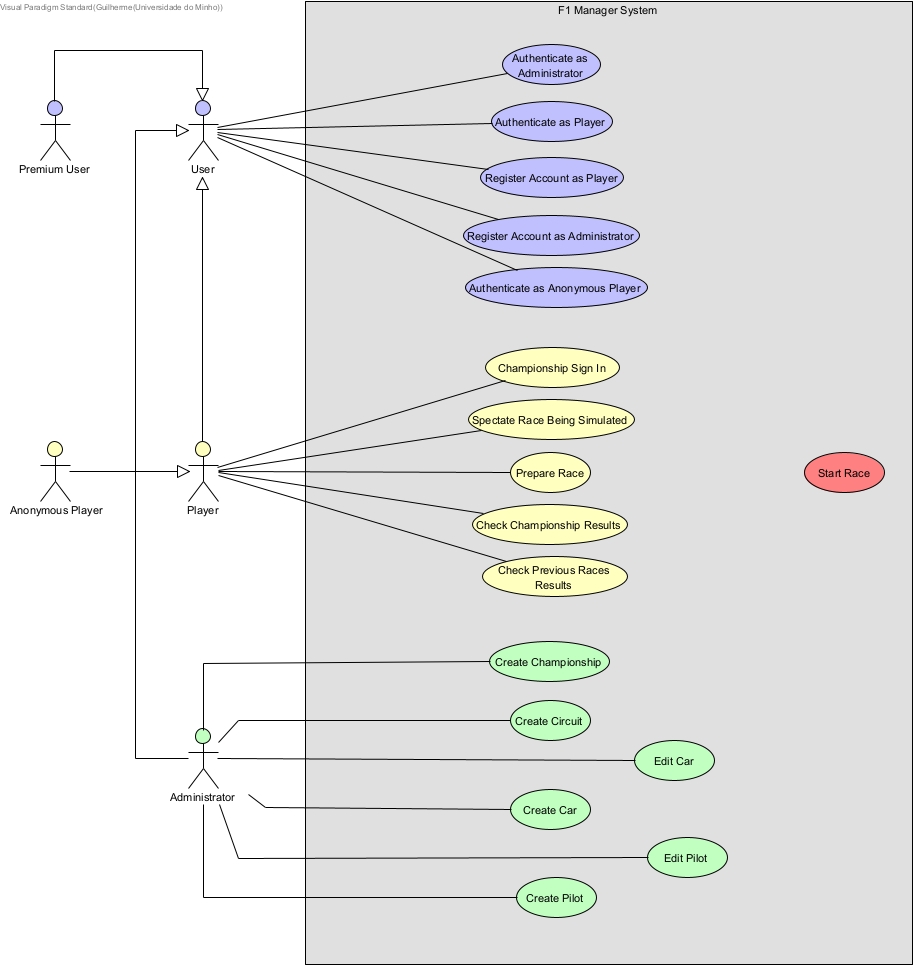 Visual Paradigm Standard(Guilherme(Universidade do Minho))
F1 Manager System
Authenticate as
Administrator
Authenticate as Player
Premium User
User
Register Account as Player
Register Account as Administrator
Authenticate as Anonymous Player
Championship Sign In
Spectate Race Being Simulated
Prepare Race
Start Race
Anonymous Player
Player
Check Championship Results
Check Previous Races
Results
Create Championship
Create Circuit
Edit Car
Administrator
Create Car
Edit Pilot
Create Pilot